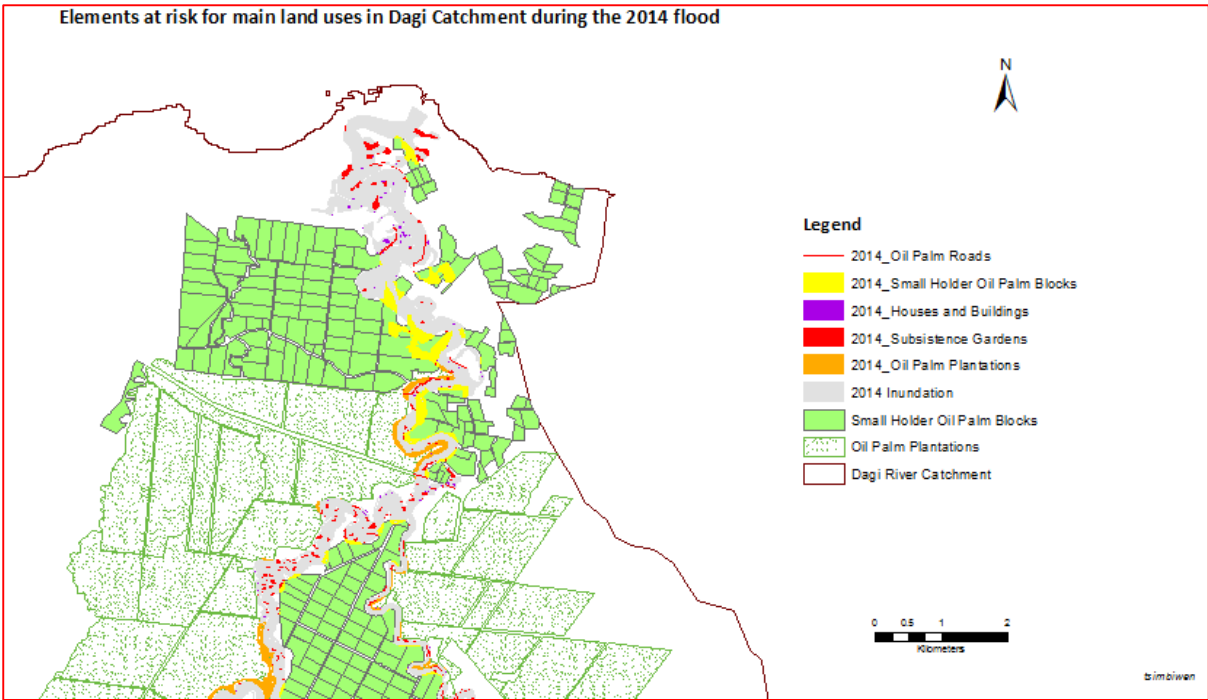 Elements at risk for main land uses in Dagi Catchment during the 2014 flood
N
Legend
2014_Oil Palm Roads
2014_Small Holder Oil Palm Blocks
2014_Houses and Buildings
2014_Subsistence Gardens
2014_Oil Palm Plantations
2014 Inundation
Small Holder Oil Palm Blocks
Oil Palm Plantations
Dagi River Catchment
0 0.5 1 2
Kilometers
tsimbiwen